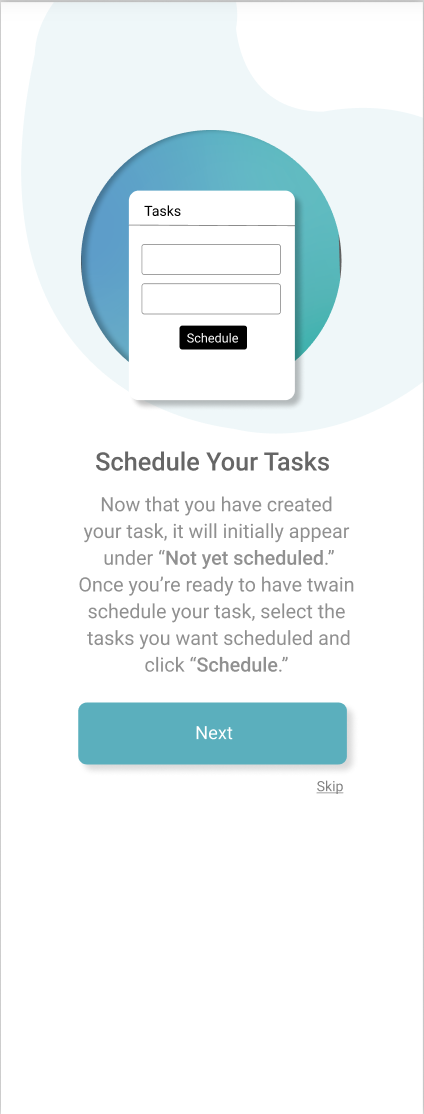 Tasks
Schedule
Schedule Your Tasks
Now that you have created
your task, it will initially appear
under “Not yet scheduled.”
Once you’re ready to have twain
schedule your task, select the
tasks you want scheduled and
click “Schedule.”
Next
Skip